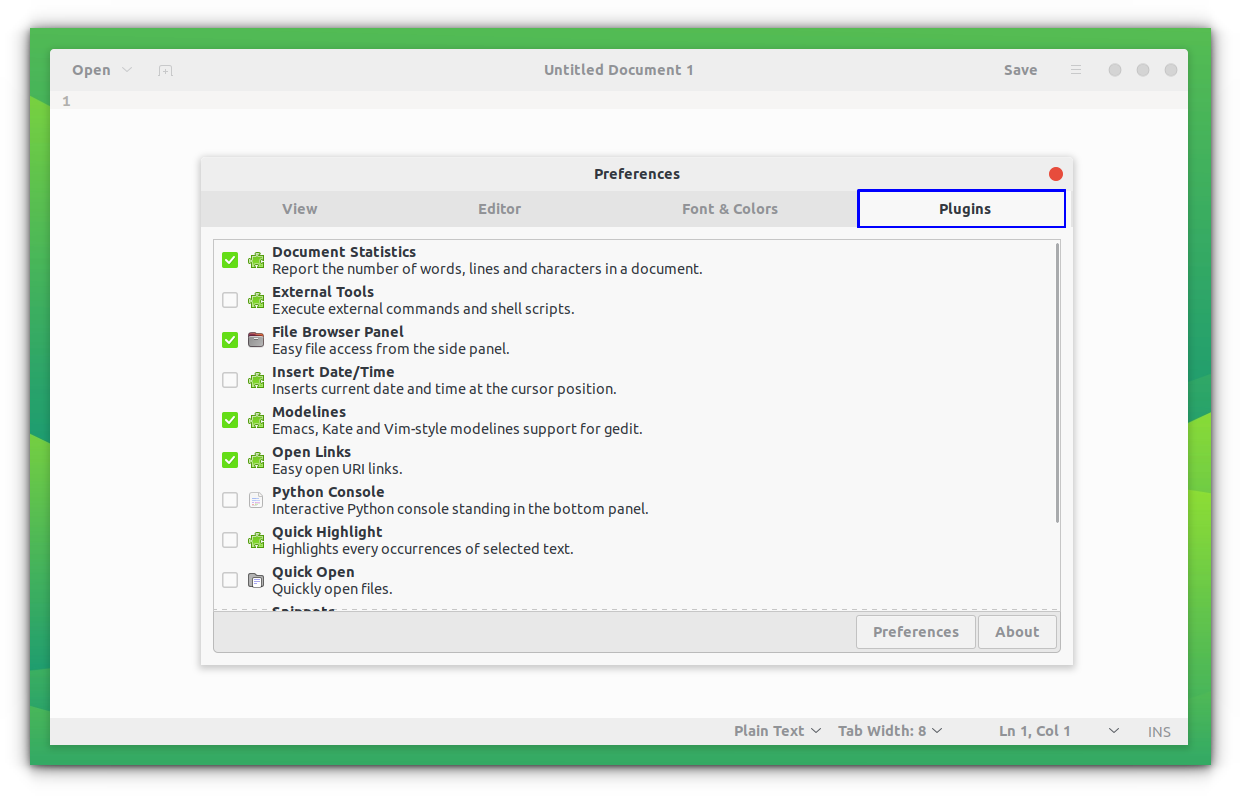 Open
Untitled Document 1
Save
1
Preferences
View
Editor
Font & Colors
Plugins
Document Statistics
Report the number of words, lines and characters in a document.
External Tools
Execute external commands and shell scripts.
File Browser Panel
Easy file access from the side panel.
Insert Date/Time
Inserts current date and time at the cursor position.
Modelines
Emacs, Kate and Vim-style modelines support for gedit.
Open Links
Easy open URI links.
Python Console
Interactive Python console standing in the bottom panel.
Quick Highlight
Highlights every occurrences of selected text.
Quick Open
Quickly open files.
Snippets
Preferences
About
Plain Text
Tab Width: 8
Ln 1, Col 1
INS